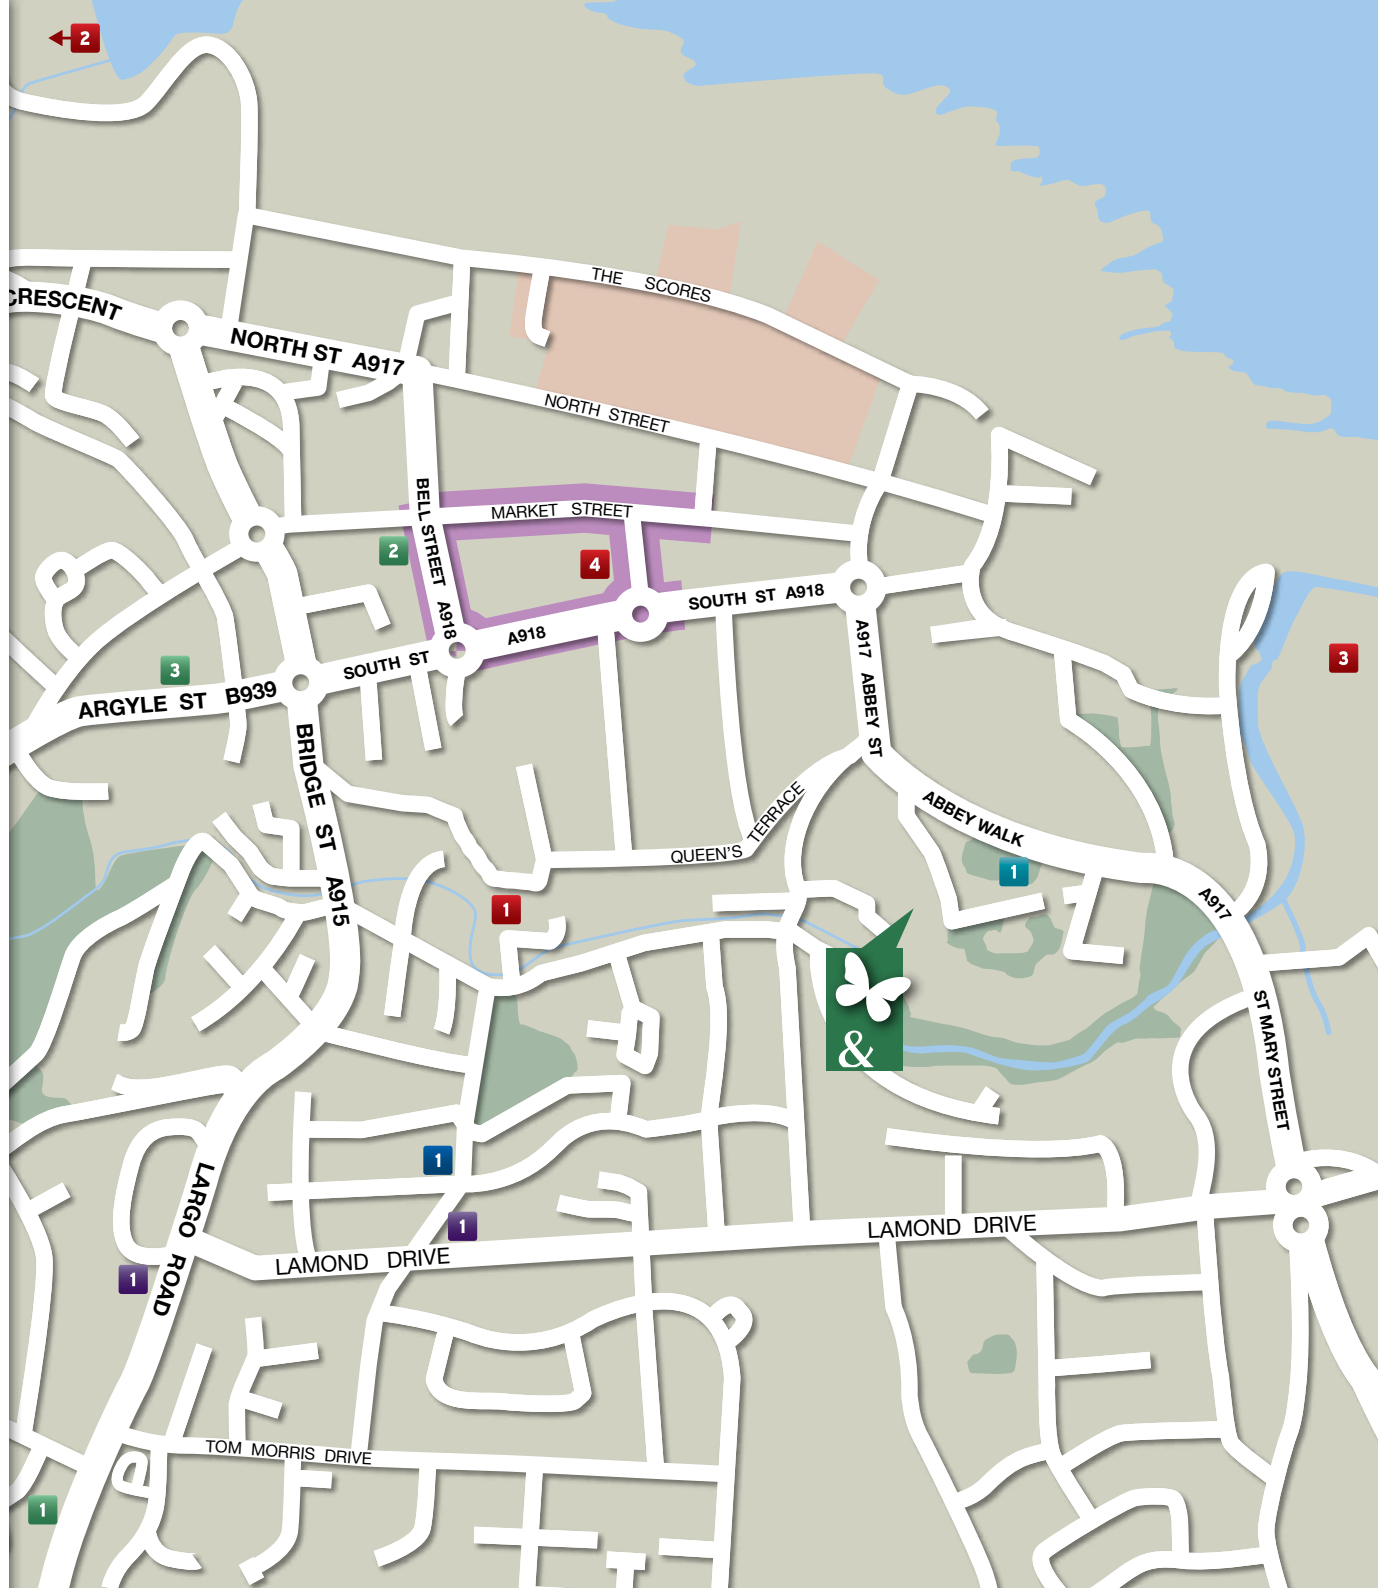 2
THE SCORES
CRESCENT
NORTH ST A917
NORTH STREET
BELL STREET A918
MARKET STREET
2
4
SOUTH ST A918
A918
SOUTH ST
3
3
ARGYLE ST B939
A917 ABBEY ST
BRIDGE ST A915
TERRACE
QUEEN'S
ABBEY WALK
1
1
A917
ST MARY STREET
&
1
LARGO ROAD
1
LAMOND DRIVE
LAMOND DRIVE
1
TOM MORRIS DRIVE
1